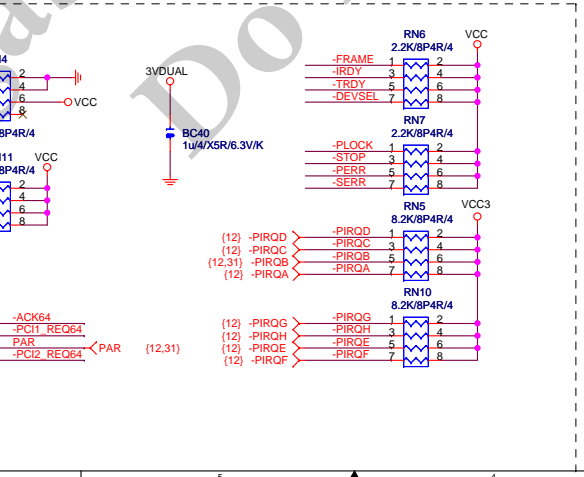 Do
RN6
2.2K/8P4R/4
VCC
-FRAME 1 2
-IRDY 3 4
-TRDY 5 6
-DEVSEL 7 8
RN7
2.2K/8P4R/4
-PLOCK 1 2
-STOP 3 4
-PERR 5 6
-SERR 7 8
RN5
8.2K/8P4R/4
VCC3
{12} -PIRQD -PIRQD 1 2
{12} -PIRQC -PIRQC 3 4
{12,31} -PIRQB -PIRQB 5 6
{12} -PIRQA -PIRQA 7 8
RN10
8.2K/8P4R/4
{12} -PIRQG -PIRQG 1 2
{12} -PIRQH -PIRQH 3 4
{12} -PIRQE -PIRQE 5 6
{12} -PIRQF -PIRQF 7 8
3VDUAL
BC40
1u/4/X5R/6.3V/K
2
4
6 VCC
8
8P4R/4
VCC
8P4R/4
2
4
6
8
-ACK64
-PCI1_REQ64
PAR PAR {12,31}
-PCI2_REQ64